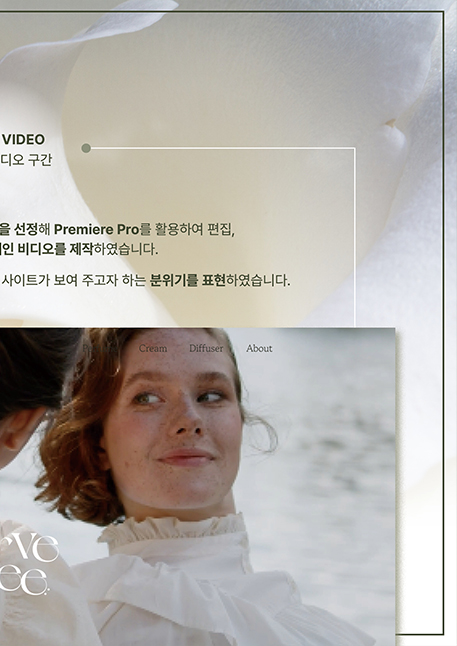 VIDEO
디오 구간
을 선정해 Premiere Pro를 활용하여 편집,
인 비디오를 제작하였습니다.
사이트가 보여 주고자 하는 분위기를 표현하였습니다.
Cream Diffuser About
rve
ee.